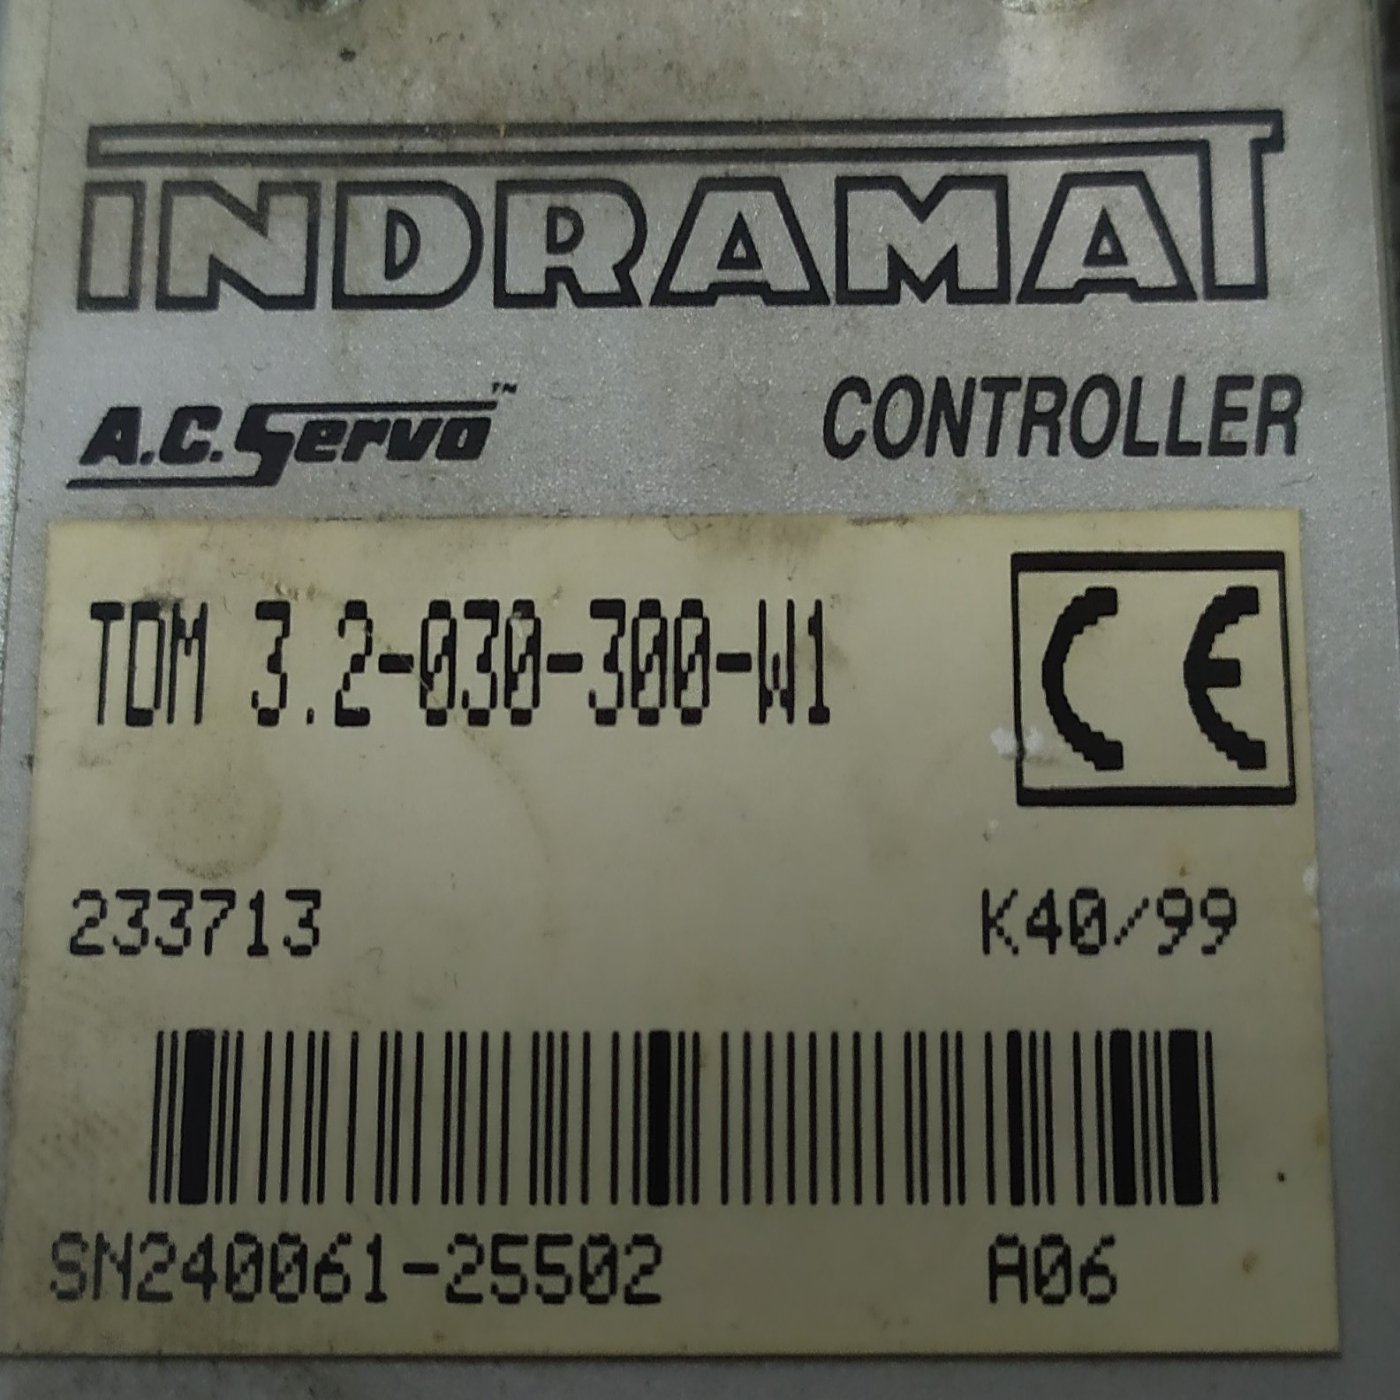 INDRAMAT
A.C. Servo™ CONTROLLER
TDM 3.2-030-300-W1 CE
233713 K40/99
SN240061-25502 A06